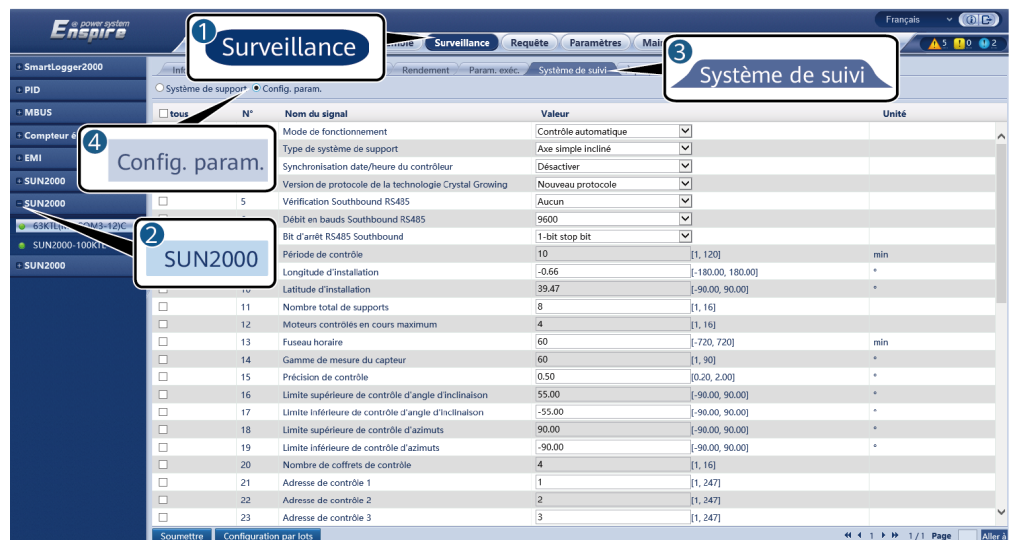 Enspire power system
Français
5 0 2
1 Surveillance
Surveillance Requête Paramètres
3 Système de suivi
SmartLogger2000
PID
MBUS
EMI
SUN2000
SUN2000
SUN2000
Rendement Param. exéc. Système de suivi
Système de support Config. param.
4 Config. param.
2 SUN2000
tous N° Nom du signal Valeur Unité
Mode de fonctionnement Contrôle automatique
Type de système de support Axe simple incliné
Synchronisation date/heure du contrôleur Désactiver
Version de protocole de la technologie Crystal Growing Nouveau protocole
5 Vérification Southbound RS485 Aucun
Débit en bauds Southbound RS485 9600
Bit d'arrêt RS485 Southbound 1-bit stop bit
Période de contrôle 10 [1, 120] min
Longitude d'installation -0.66 [-180.00, 180.00] °
10 Latitude d'installation 39.47 [-90.00, 90.00] °
11 Nombre total de supports 8 [1, 16]
12 Moteurs contrôlés en cours maximum 4 [1, 16]
13 Fuseau horaire 60 [-720, 720] min
14 Gamme de mesure du capteur 60 [1, 90] °
15 Précision de contrôle 0.50 [0.20, 2.00] °
16 Limite supérieure de contrôle d'angle d'inclinaison 55.00 [-90.00, 90.00] °
17 Limite inférieure de contrôle d'angle d'inclinaison -55.00 [-90.00, 90.00] °
18 Limite supérieure de contrôle d'azimuts 90.00 [-90.00, 90.00] °
19 Limite inférieure de contrôle d'azimuts -90.00 [-90.00, 90.00] °
20 Nombre de coffrets de contrôle 4 [1, 16]
21 Adresse de contrôle 1 1 [1, 247]
22 Adresse de contrôle 2 2 [1, 247]
23 Adresse de contrôle 3 3 [1, 247]
Soumettre Configuration par lots 1 1/1 Page Aller à